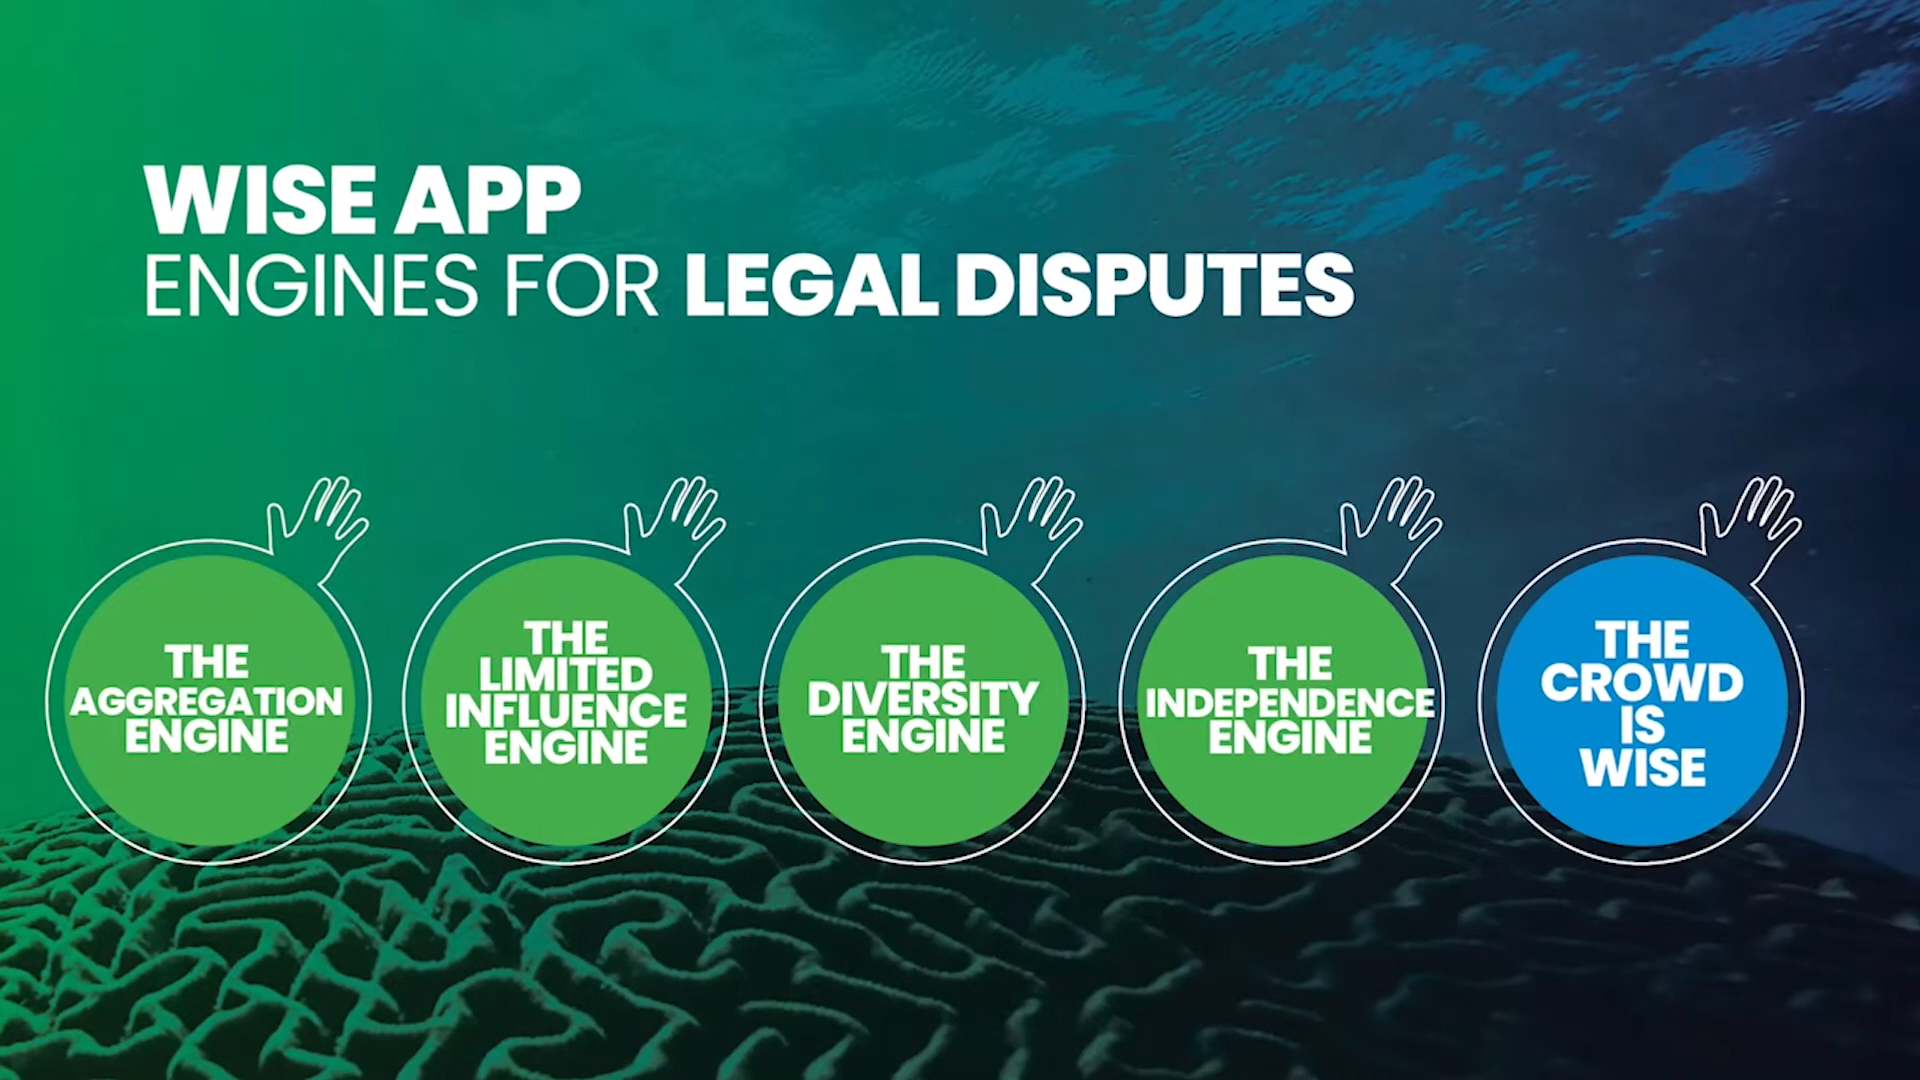 WISE APP
ENGINES FOR LEGAL DISPUTES
THE
AGGREGATION
ENGINE
THE
LIMITED
INFLUENCE
ENGINE
THE
DIVERSITY
ENGINE
THE
INDEPENDENCE
ENGINE
THE
CROWD
IS
WISE